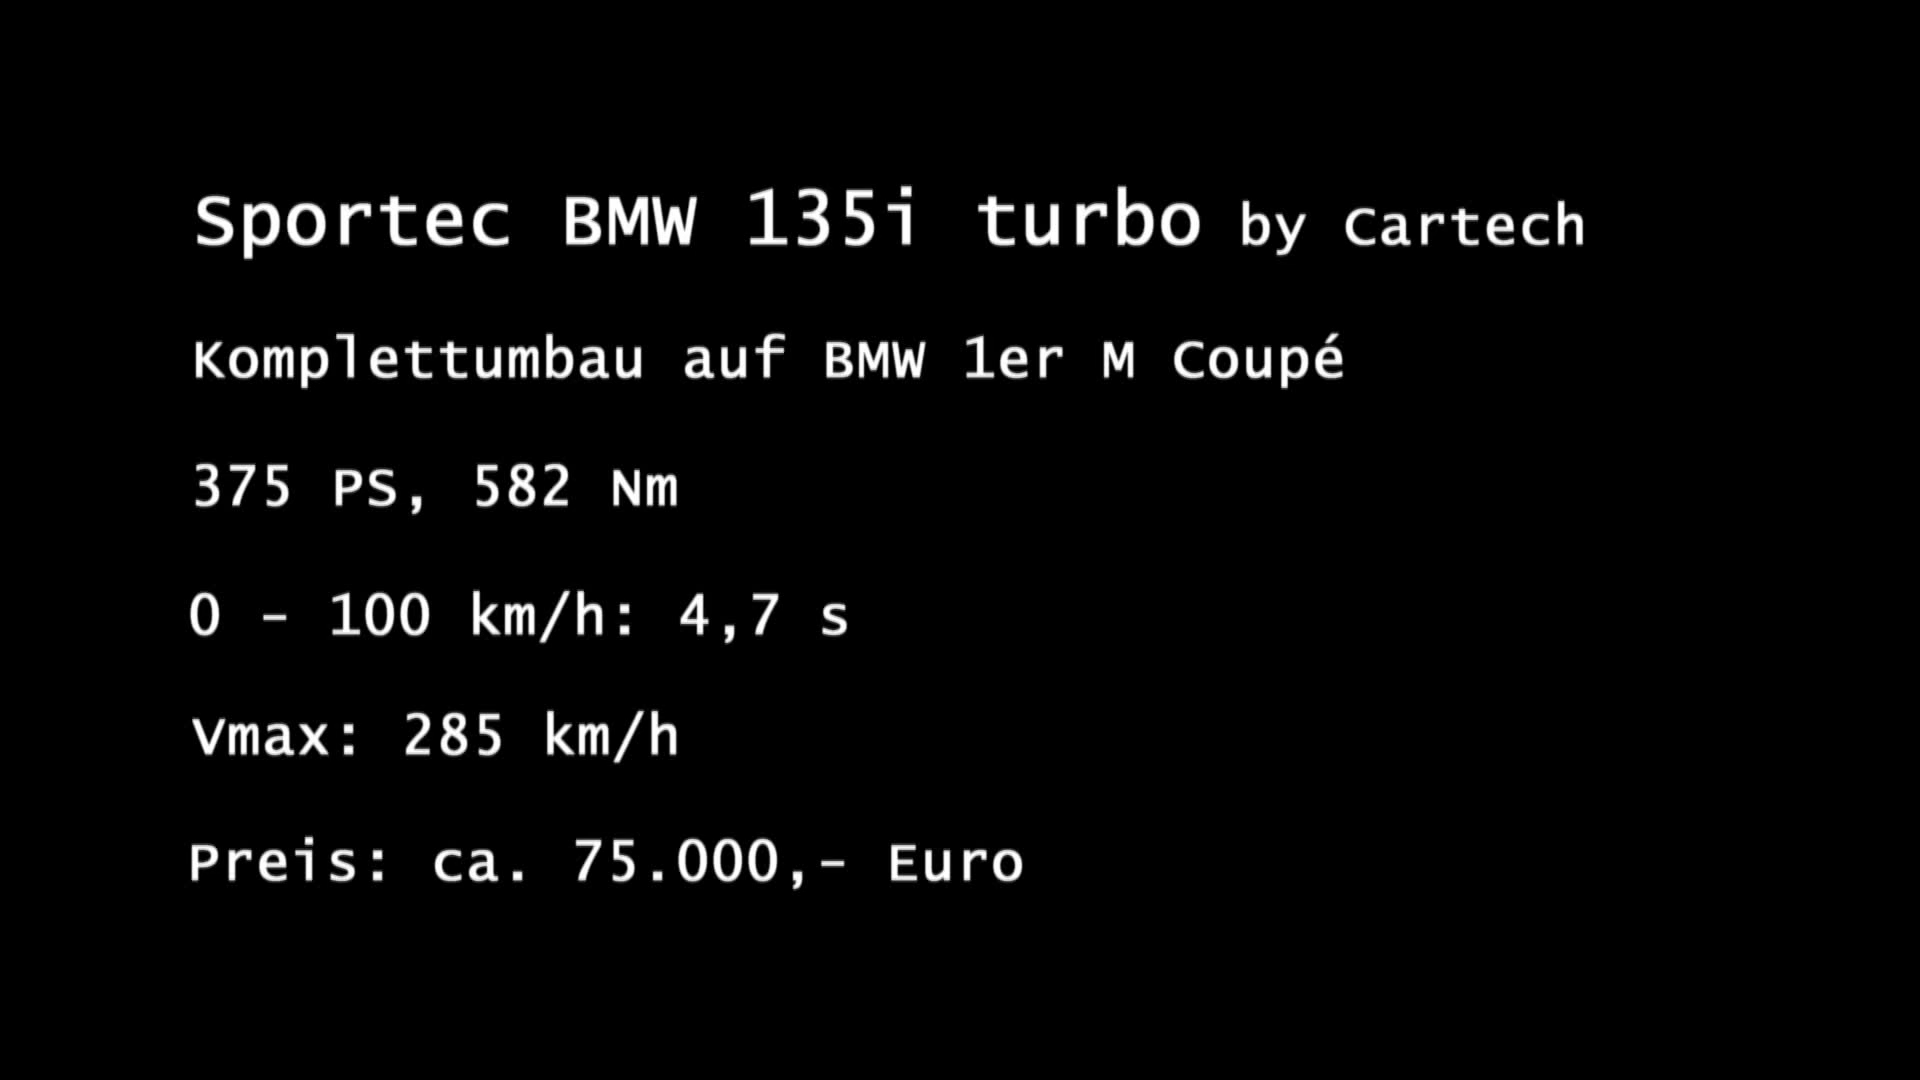 Sportec BMW 135i turbo by Cartech
Komplettumbau auf BMW 1er M Coupé
375 PS, 582 Nm
0 – 100 km/h: 4,7 s
Vmax: 285 km/h
Preis: ca. 75.000,– Euro